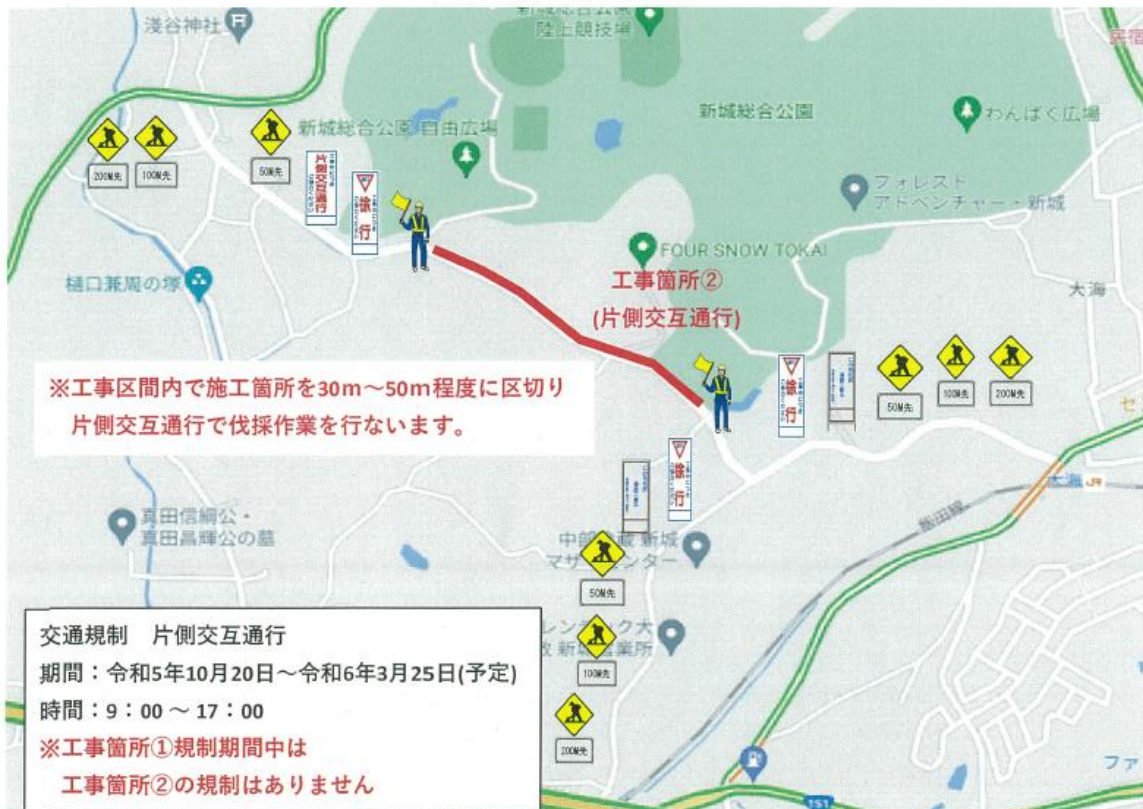 浅谷神社
陸上競技場
新城総合公園 自由広場
新城総合公園
わんぱく広場
フォレスト
アドベンチャー・新城
200M先
100M先
50M先
片側交互通行
徐行
FOUR SNOW TOKAI
工事箇所②
(片側交互通行)
樋口兼周の塚
大海
※工事区間内で施工箇所を30m~50m程度に区切り
片側交互通行で伐採作業を行ないます。
徐行
50M先
100M先
200M先
徐行
大海 JR
飯田線
真田信綱公・
真田昌輝公の墓
50M先
100M先
200M先
交通規制 片側交互通行
期間:令和5年10月20日~令和6年3月25日(予定)
時間:9:00 ~ 17:00
※工事箇所①規制期間中は
工事箇所②の規制はありません
ファ
151